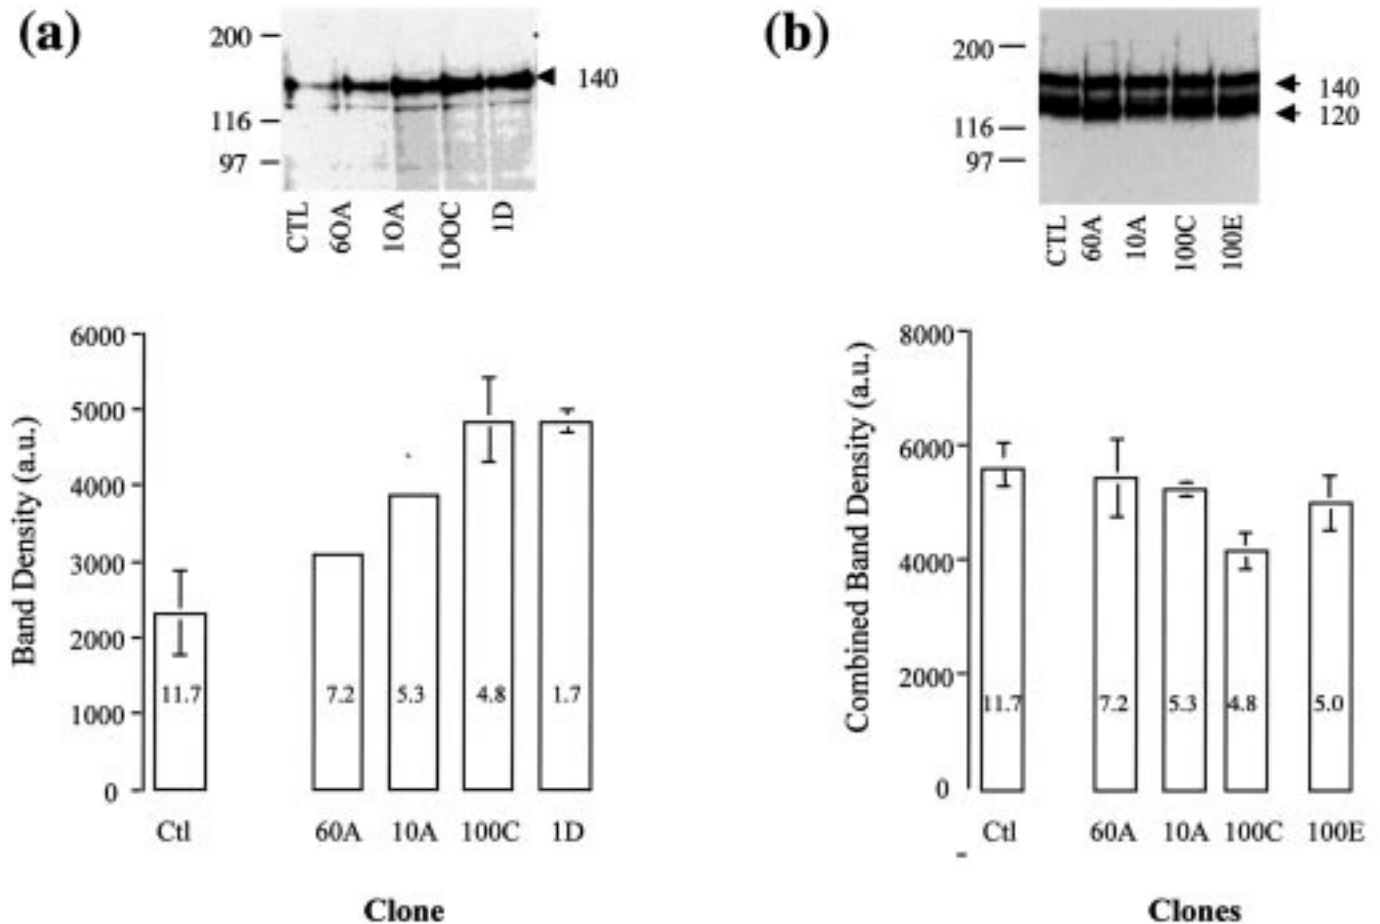 (a)
200
116
97
140
CTL 6OA 1OA 1OOC 1D
Band Density (a.u.)
6000
5000
4000
3000
2000
1000
0
11.7 7.2 5.3 4.8 1.7
Ctl 60A 10A 100C 1D
Clone
(b)
200
116
97
140
120
CTL 60A 10A 100C 100E
Combined Band Density (a.u.)
8000
6000
4000
2000
0
11.7 7.2 5.3 4.8 5.0
Ctl 60A 10A 100C 100E
Clones